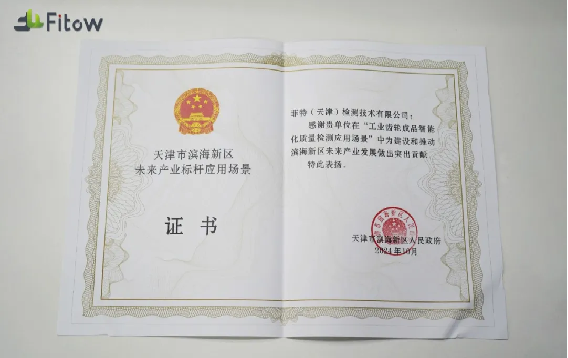 Fitow
天津市滨海新区
未来产业标杆应用场景
证书
菲特（天津）检测技术有限公司：
感谢贵单位在“工业齿轮成品智能
化质量检测应用场景”中为建设和推动
滨海新区未来产业发展做出突出贡献，
特此表扬。
天津市滨海新区人民政府
2024年10月